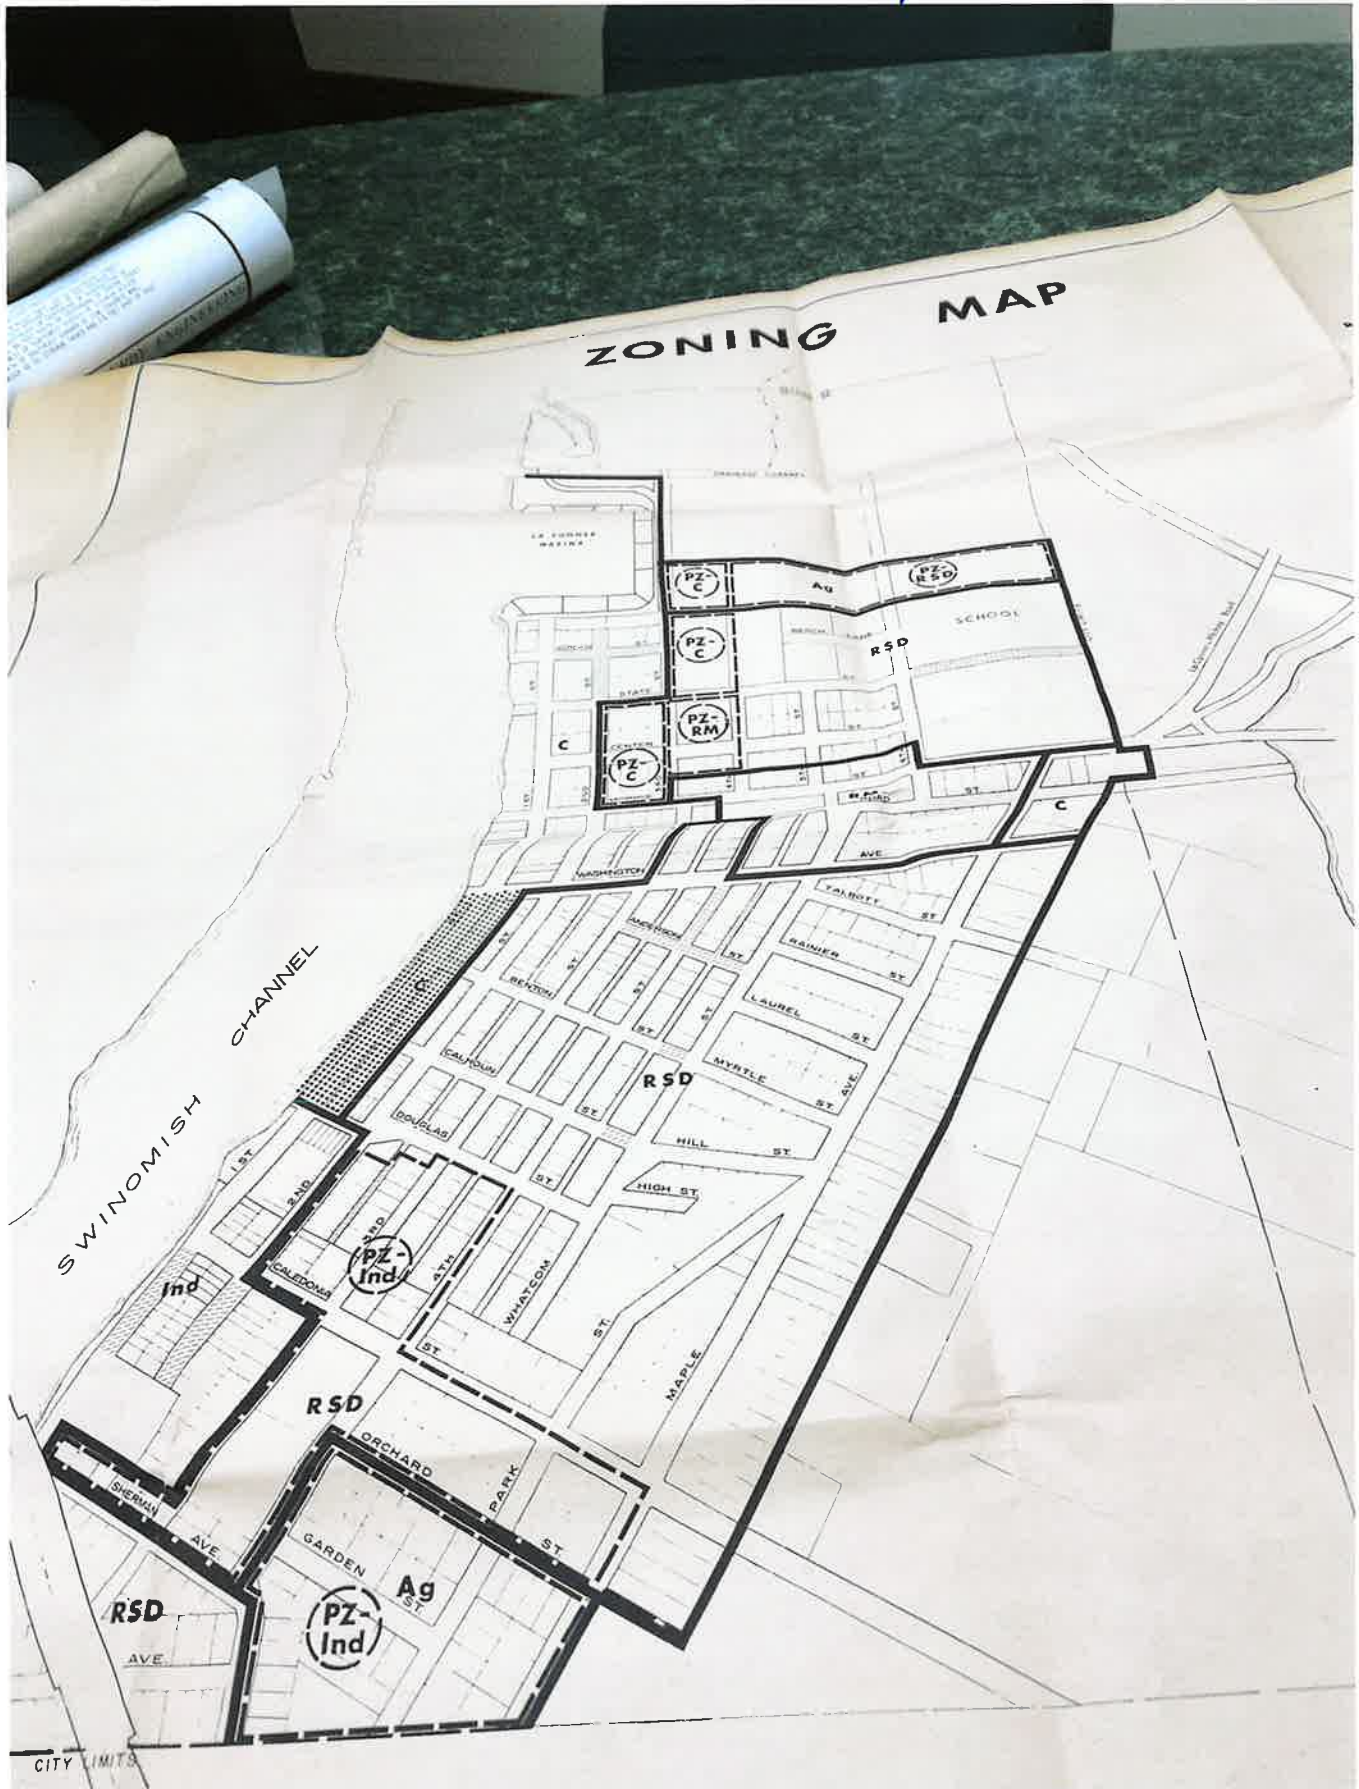 ZONING MAP
DRAINAGE CHANNEL
LA CONNER
MARINA
PZ-
C
Ag
PZ-
RSD
SCHOOL
PZ-
C
RSD
STATE
PZ-
RM
C
CENTER
PZ-
C
ST.
C
AVE.
WASHINGTON
TALBOTT ST.
ANDERSON ST.
RAINIER ST.
BENTON ST.
LAUREL ST.
C
CALHOUN ST.
MYRTLE ST.
AVE.
RSD
DOUGLAS ST.
HILL ST.
HIGH ST.
SWINOMISH CHANNEL
1ST
2ND
3RD
4TH
PZ-
Ind
CALEDONIA ST.
WHATCOM
ST.
MAPLE
Ind
RSD
ORCHARD ST.
PARK
SHERMAN AVE.
GARDEN ST.
Ag
PZ-
Ind
RSD
AVE.
CITY LIMITS